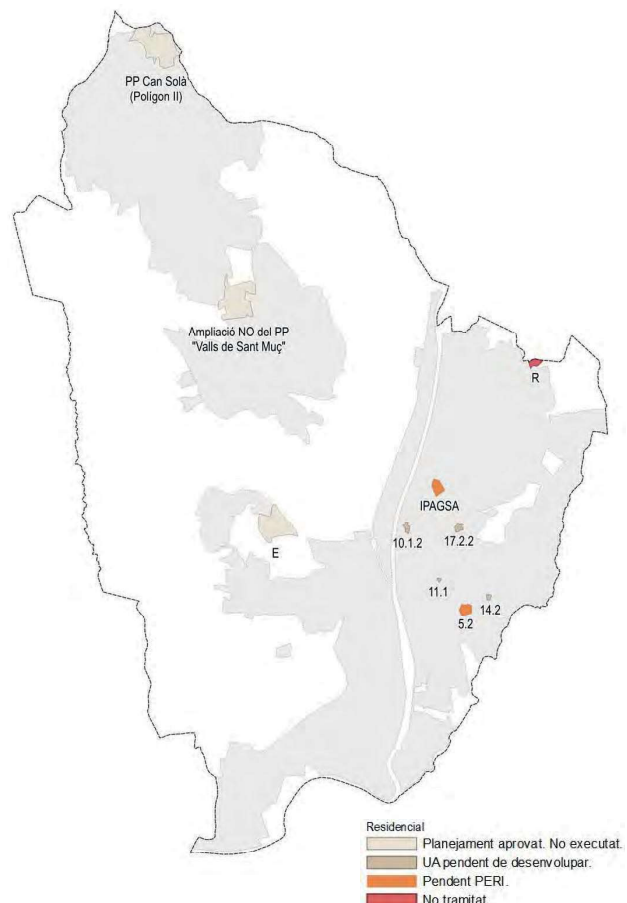 PP Can Solà
(Polígon II)
Ampliació NO del PP
"Valls de Sant Muç"
R
IPAGSA
10.1.2
17.2.2
E
11.1
14.2
5.2
Residencial
Planejament aprovat. No executat.
UA pendent de desenvolupar.
Pendent PERI.
No tramitat